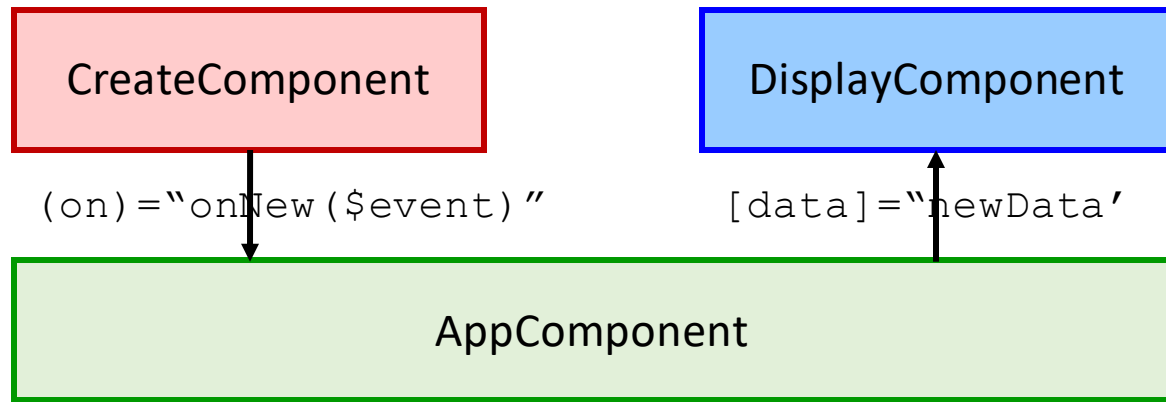 CreateComponent
DisplayComponent
(on)=“onNew($event)”
[data]=“newData’
AppComponent